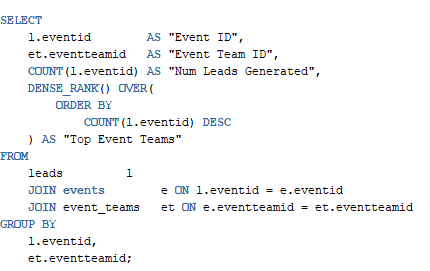 SELECT
    l.eventid        AS "Event ID",
    et.eventteamid   AS "Event Team ID",
    COUNT(l.eventid) AS "Num Leads Generated",
    DENSE_RANK() OVER(
        ORDER BY
            COUNT(l.eventid) DESC
    ) AS "Top Event Teams"
FROM
    leads         l
    JOIN events        e ON l.eventid = e.eventid
    JOIN event_teams   et ON e.eventteamid = et.eventteamid
GROUP BY
    l.eventid,
    et.eventteamid;